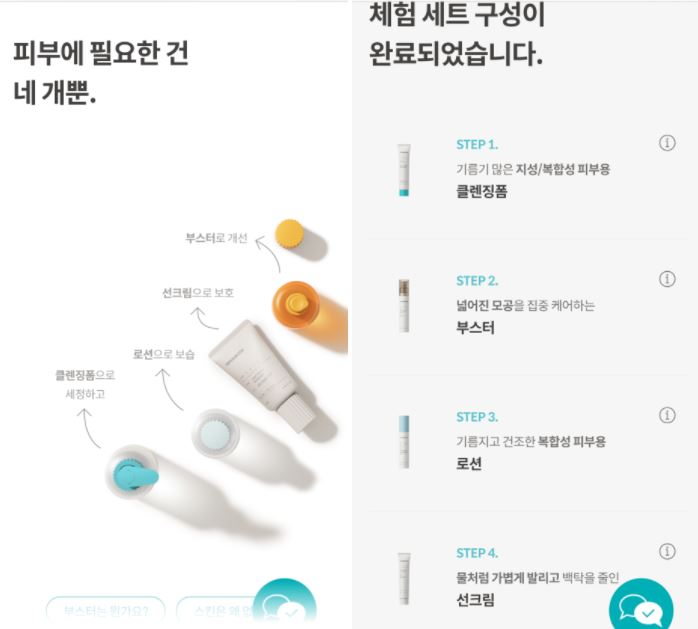 피부에 필요한 건
네 개뿐.
부스터로 개선
선크림으로 보호
로션으로 보습
클렌징폼으로
세정하고
부스터는 뭔가요?
스킨은 왜 없
체험 세트 구성이
완료되었습니다.
STEP 1.
기름기 많은 지성/복합성 피부용
클렌징폼
STEP 2.
넓어진 모공을 집중 케어하는
부스터
STEP 3.
기름지고 건조한 복합성 피부용
로션
STEP 4.
물처럼 가볍게 발리고 백탁을 줄인
선크림